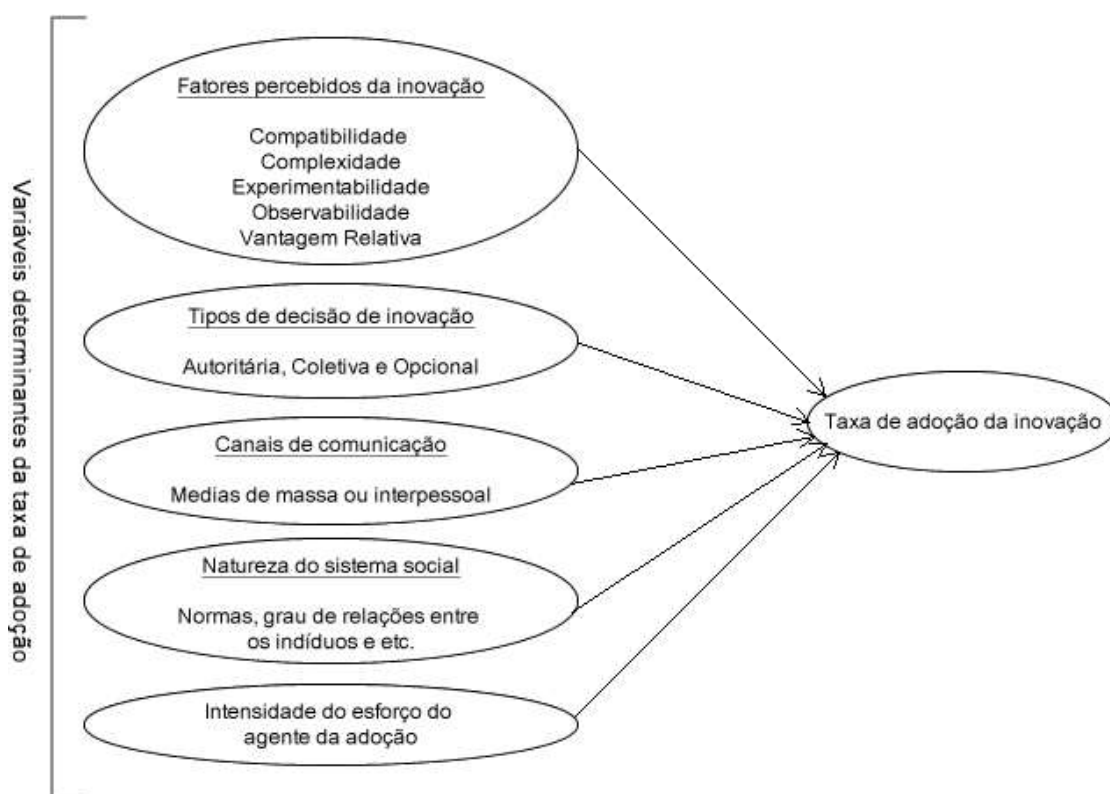 Variáveis determinantes da taxa de adoção
Fatores percebidos da inovação
Compatibilidade
Complexidade
Experimentabilidade
Observabilidade
Vantagem Relativa
Tipos de decisão de inovação
Autoritária, Coletiva e Opcional
Canais de comunicação
Medias de massa ou interpessoal
Natureza do sistema social
Normas, grau de relações entre
os indíduos e etc.
Intensidade do esforço do
agente da adoção
Taxa de adoção da inovação